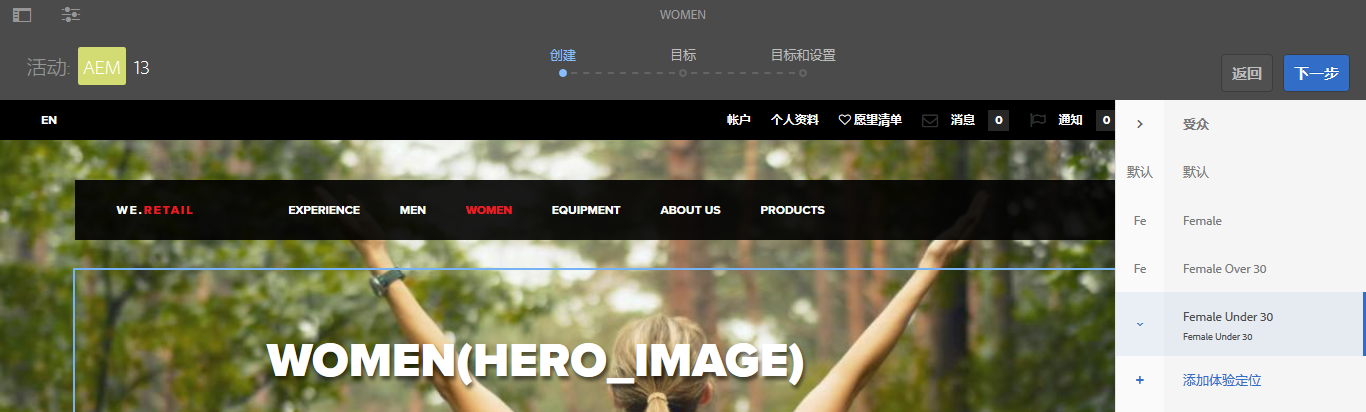 WOMEN
活动: AEM 13
创建 目标 目标和设置
返回 下一步
EN 帐户 个人资料 愿里清单 消息 0 通知 0
WE.RETAIL EXPERIENCE MEN WOMEN EQUIPMENT ABOUT US PRODUCTS
WOMEN(HERO_IMAGE)
受众
默认 默认
Fe Female
Fe Female Over 30
Female Under 30
Female Under 30
+ 添加体验定位